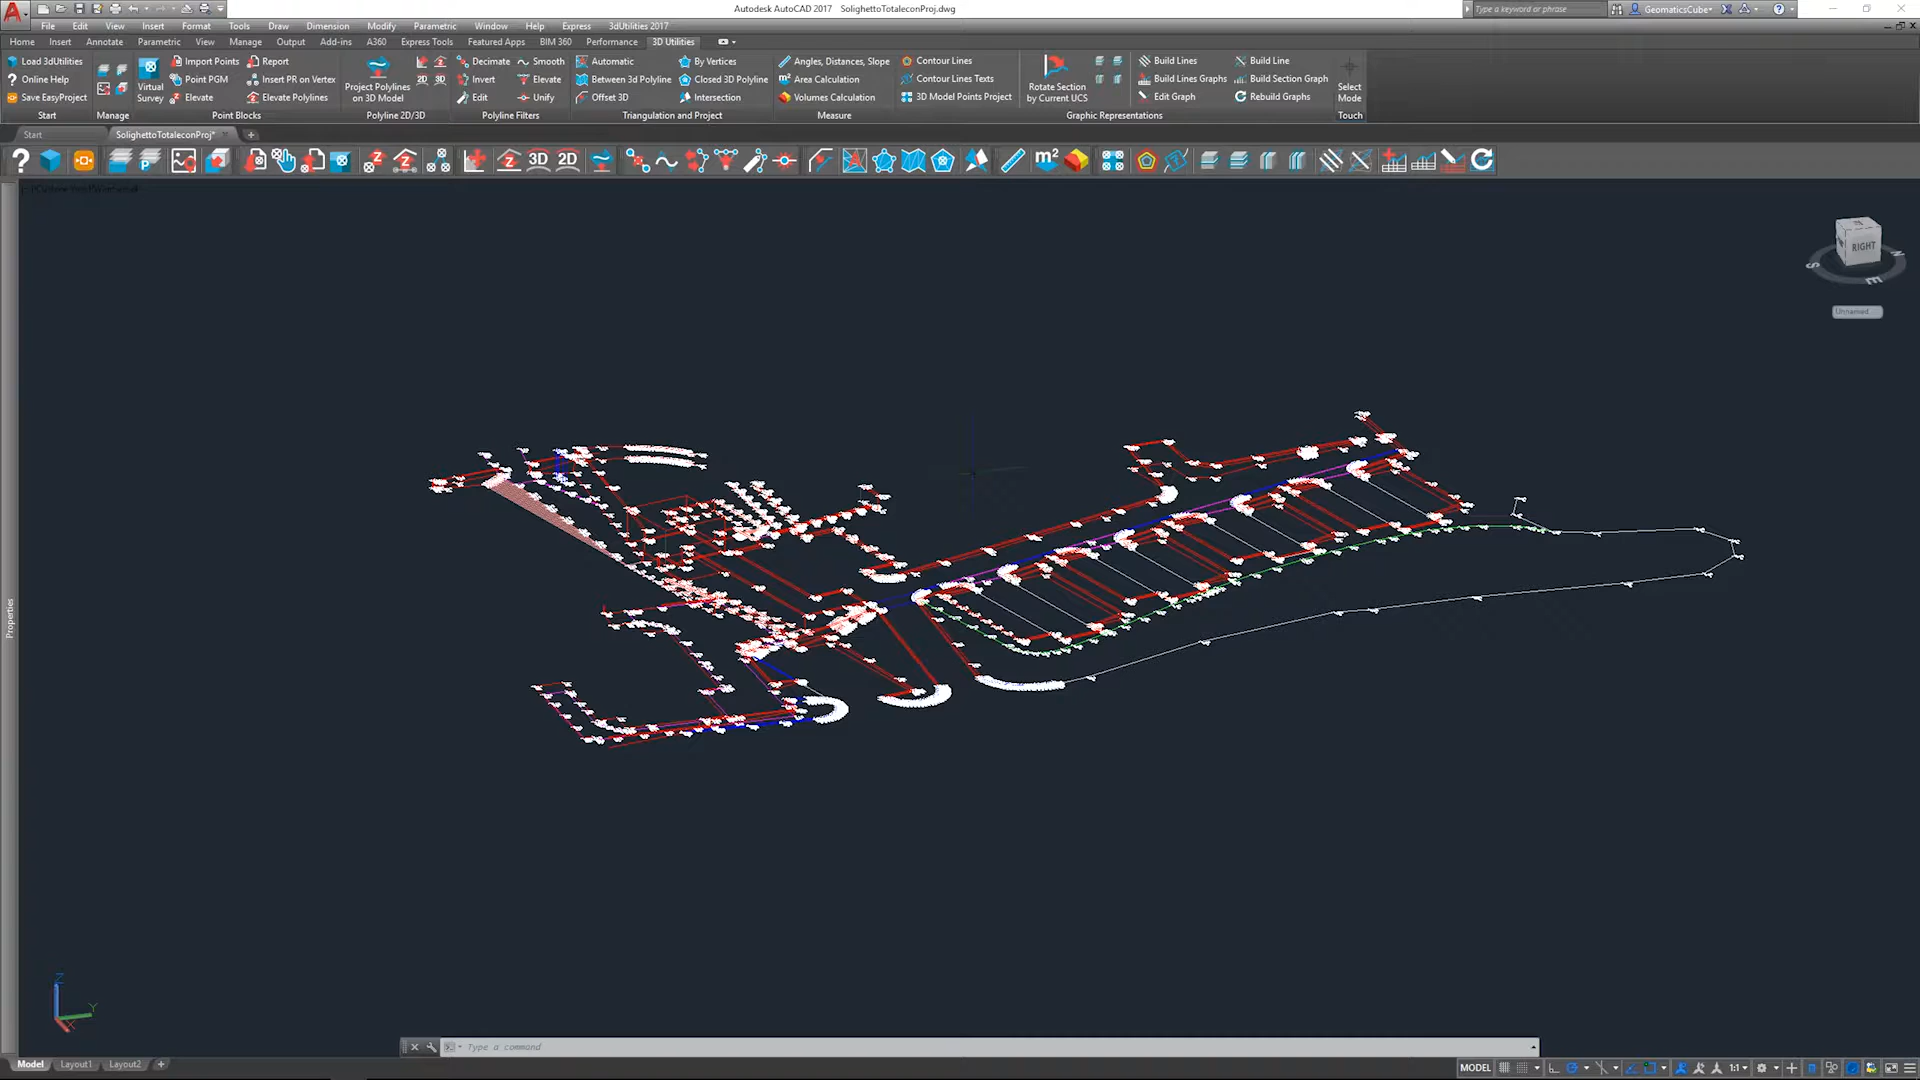 Autodesk AutoCAD 2017 SolighettoTotaleconProj.dwg
Type a keyword or phrase
GeomaticsCube
File Edit View Insert Format Tools Draw Dimension Modify Parametric Window Help Express 3dUtilities 2017
Home Insert Annotate Parametric View Manage Output Add-ins A360 Express Tools Featured Apps BIM 360 Performance 3D Utilities
Load 3dUtilities
Online Help
Save EasyProject
Start
Manage
Virtual
Survey
Import Points
Point PGM
Elevate
Report
Insert PR on Vertex
Elevate Polylines
Point Blocks
Project Polylines
on 3D Model
2D 3D
Polyline 2D/3D
Decimate
Invert
Edit
Smooth
Elevate
Unify
Polyline Filters
Automatic
Between 3d Polyline
Offset 3D
By Vertices
Closed 3D Polyline
Intersection
Triangulation and Project
Angles, Distances, Slope
Area Calculation
Volumes Calculation
Measure
Contour Lines
Contour Lines Texts
3D Model Points Project
Rotate Section
by Current UCS
Build Lines
Build Lines Graphs
Edit Graph
Build Line
Build Section Graph
Rebuild Graphs
Graphic Representations
Select
Mode
Touch
Start SolighettoTotaleconProj*
3D 2D m²
RIGHT
S E N
Unnamed
Properties
Z
Y
X
Type a command
Model Layout1 Layout2
MODEL 1:1